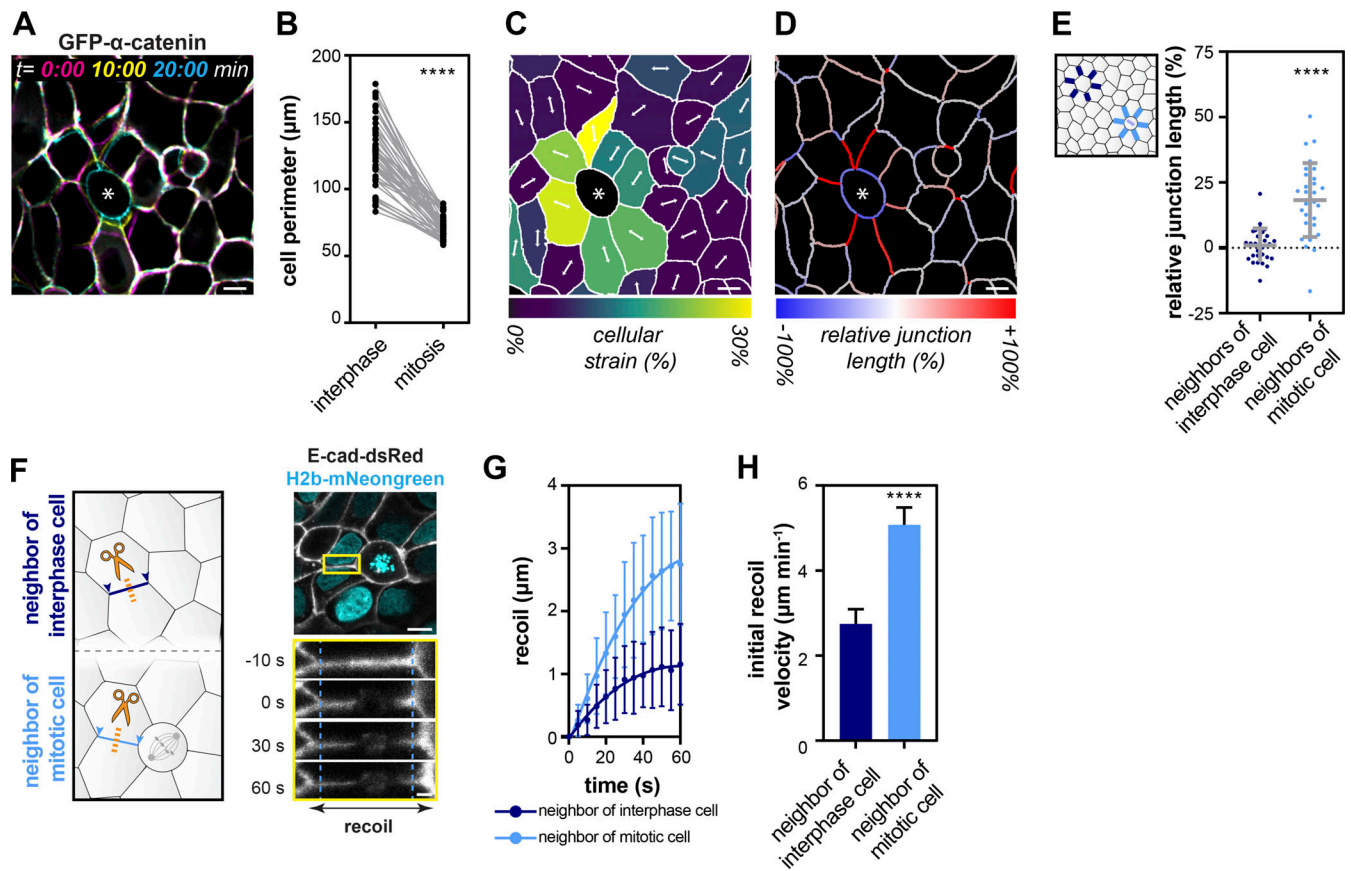 A
GFP-α-catenin
t= 0:00 10:00 20:00 min
*
B
cell perimeter (µm)
200
150
100
50
0
****
interphase
mitosis
C
*
0%
30%
cellular
strain (%)
D
*
-100%
+100%
relative junction
length (%)
E
relative junction length (%)
75
50
25
0
-25
****
neighbors of
interphase cell
neighbors of
mitotic cell
F
neighbor of
interphase cell
neighbor of
mitotic cell
E-cad-dsRed
H2b-mNeongreen
-10 s
0 s
30 s
60 s
recoil
G
recoil (µm)
4
3
2
1
0
0 20 40 60
time (s)
neighbor of interphase cell
neighbor of mitotic cell
H
initial recoil
velocity (µm min⁻¹)
6
4
2
0
****
neighbor of
interphase cell
neighbor of
mitotic cell